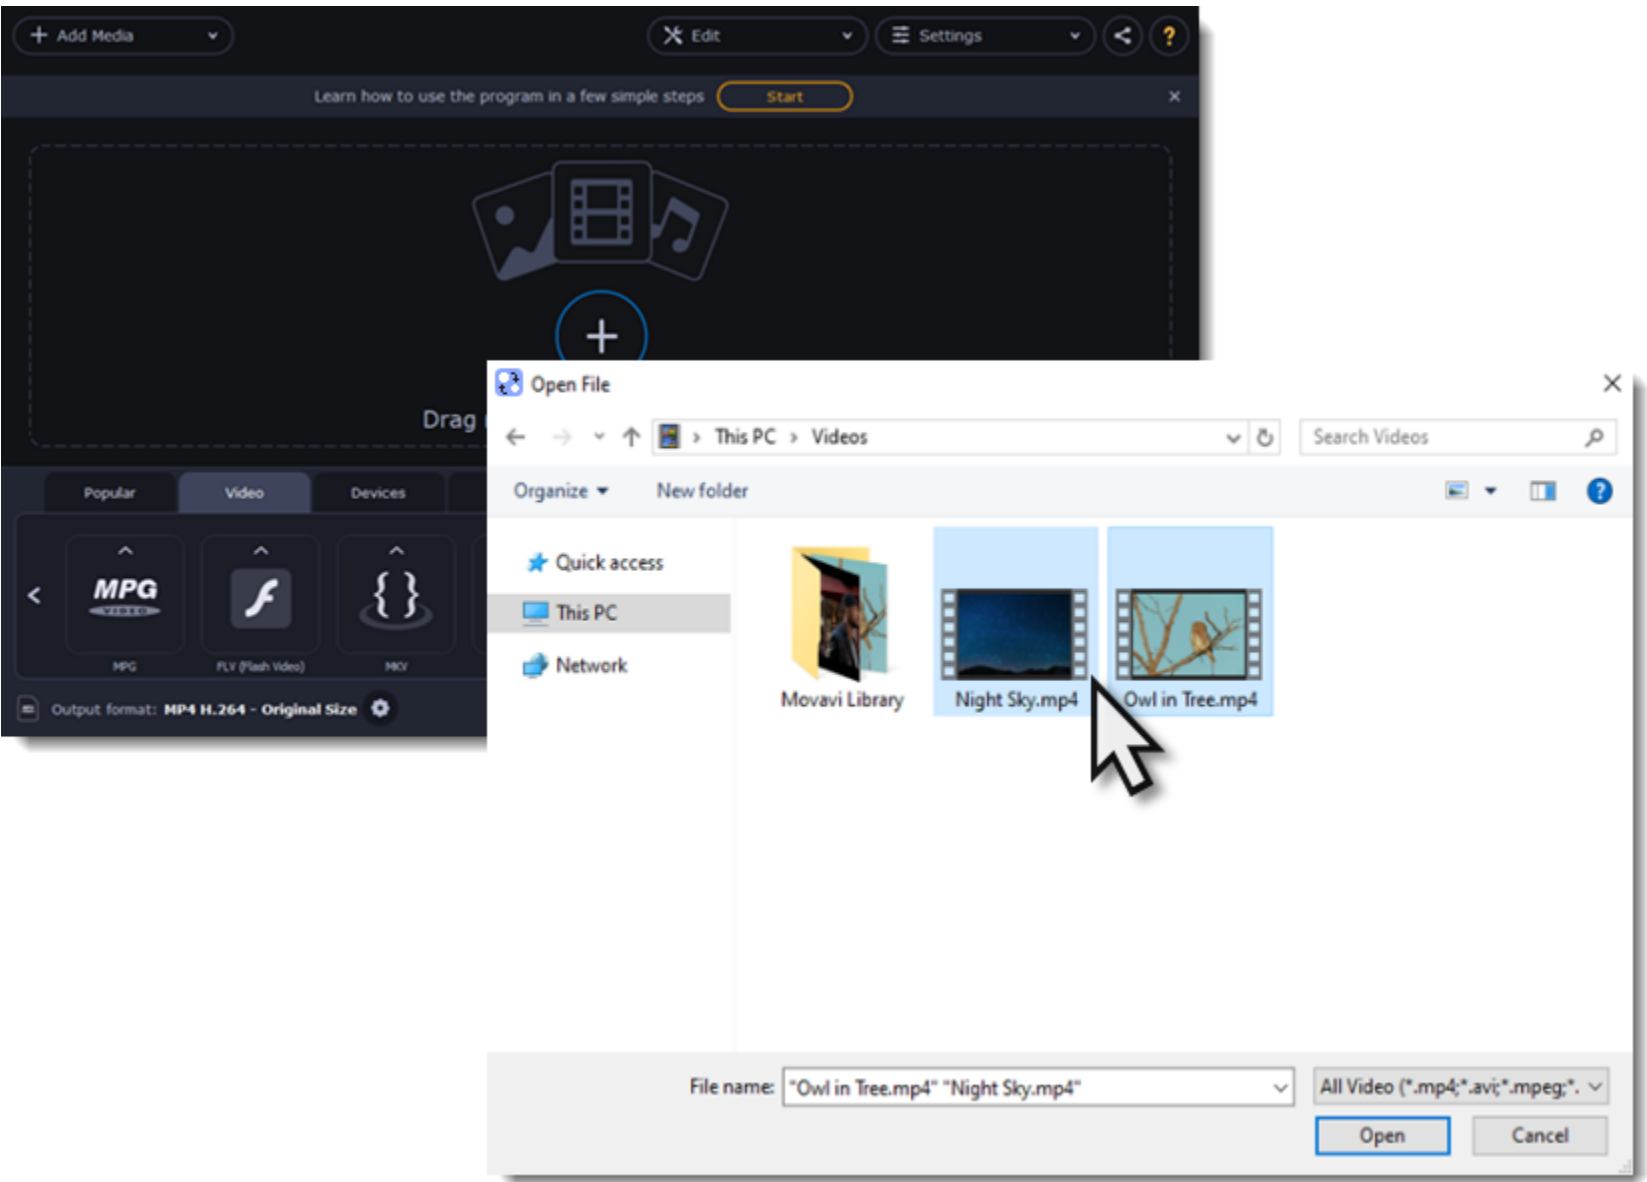 Add Media
Edit
Settings
?
Learn how to use the program in a few simple steps
Start
Drag
Popular
Video
Devices
MPG
VIDEO
MPG
FLV (Flash Video)
{ }
MKV
Output format: MP4 H.264 - Original Size
Open File
This PC > Videos
Search Videos
Organize
New folder
?
Quick access
This PC
Network
Movavi Library
Night Sky.mp4
Owl in Tree.mp4
File name: "Owl in Tree.mp4" "Night Sky.mp4"
All Video (*.mp4;*.avi;*.mpeg;*.
Open
Cancel